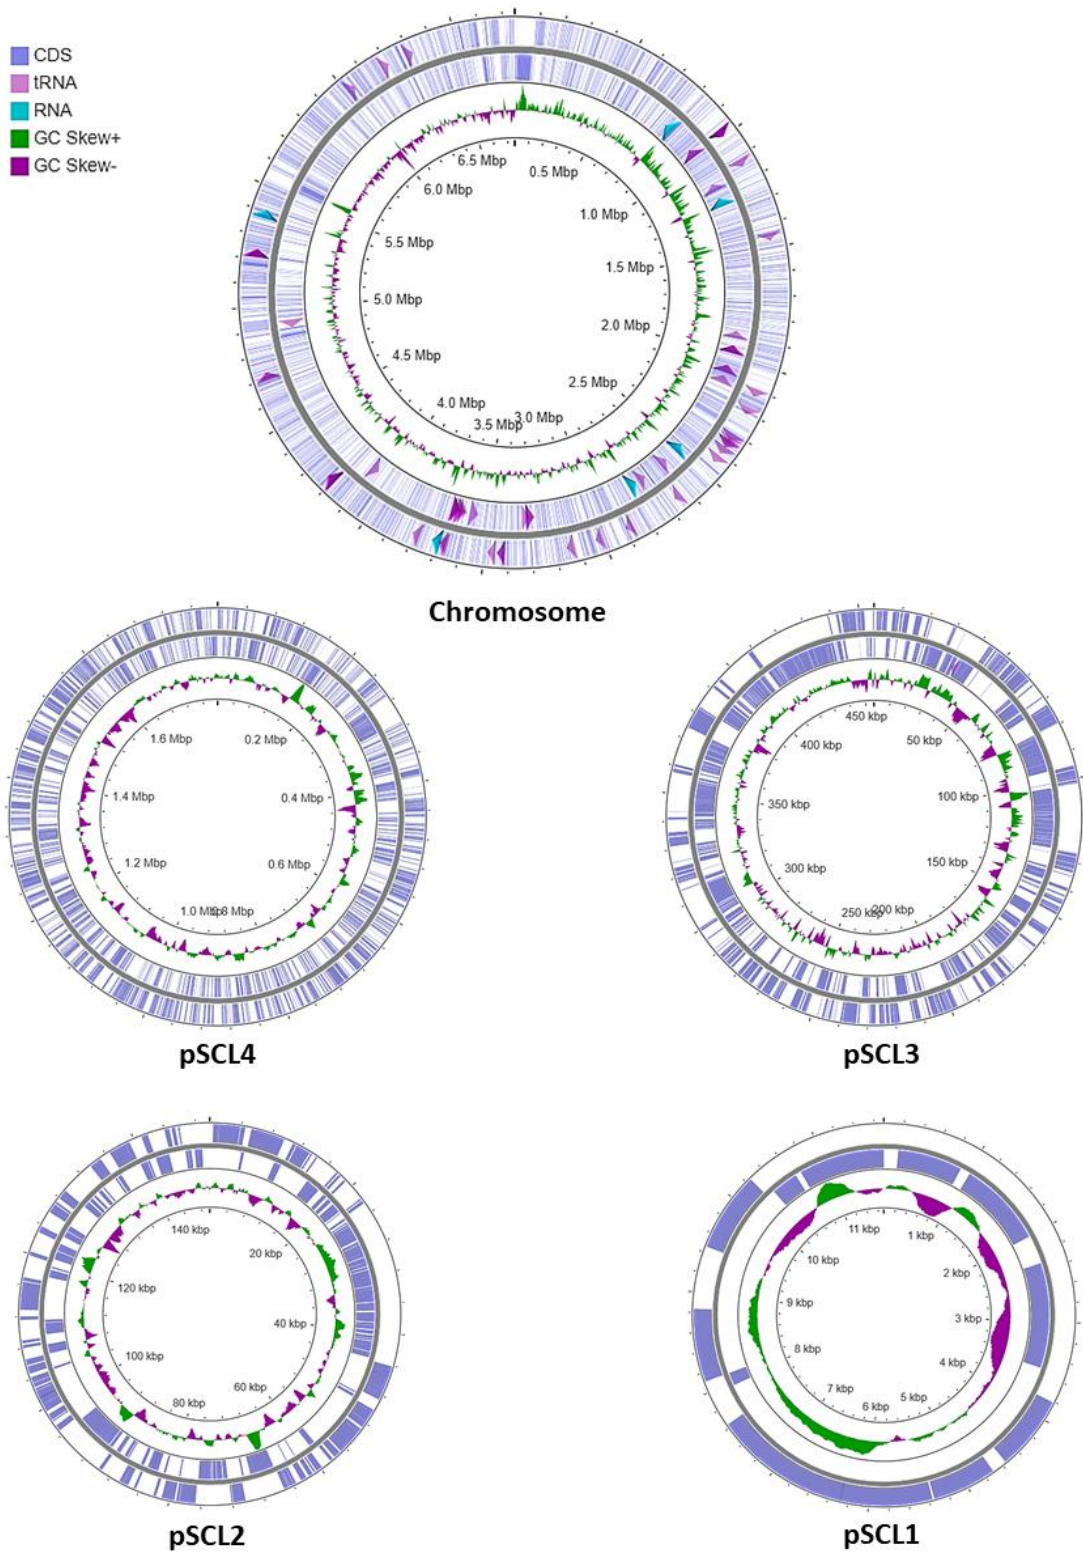 CDS
tRNA
RNA
GC Skew+
GC Skew-
6.5 Mbp
0.5 Mbp
6.0 Mbp
1.0 Mbp
5.5 Mbp
1.5 Mbp
5.0 Mbp
2.0 Mbp
4.5 Mbp
2.5 Mbp
4.0 Mbp
3.0 Mbp
3.5 Mbp
Chromosome
1.6 Mbp
0.2 Mbp
1.4 Mbp
0.4 Mbp
1.2 Mbp
0.6 Mbp
1.0 Mbp
0.8 Mbp
pSCL4
450 kbp
50 kbp
400 kbp
100 kbp
350 kbp
150 kbp
300 kbp
200 kbp
250 kbp
pSCL3
140 kbp
20 kbp
120 kbp
40 kbp
100 kbp
60 kbp
80 kbp
pSCL2
11 kbp
1 kbp
10 kbp
2 kbp
9 kbp
3 kbp
8 kbp
4 kbp
7 kbp
5 kbp
6 kbp
pSCL1